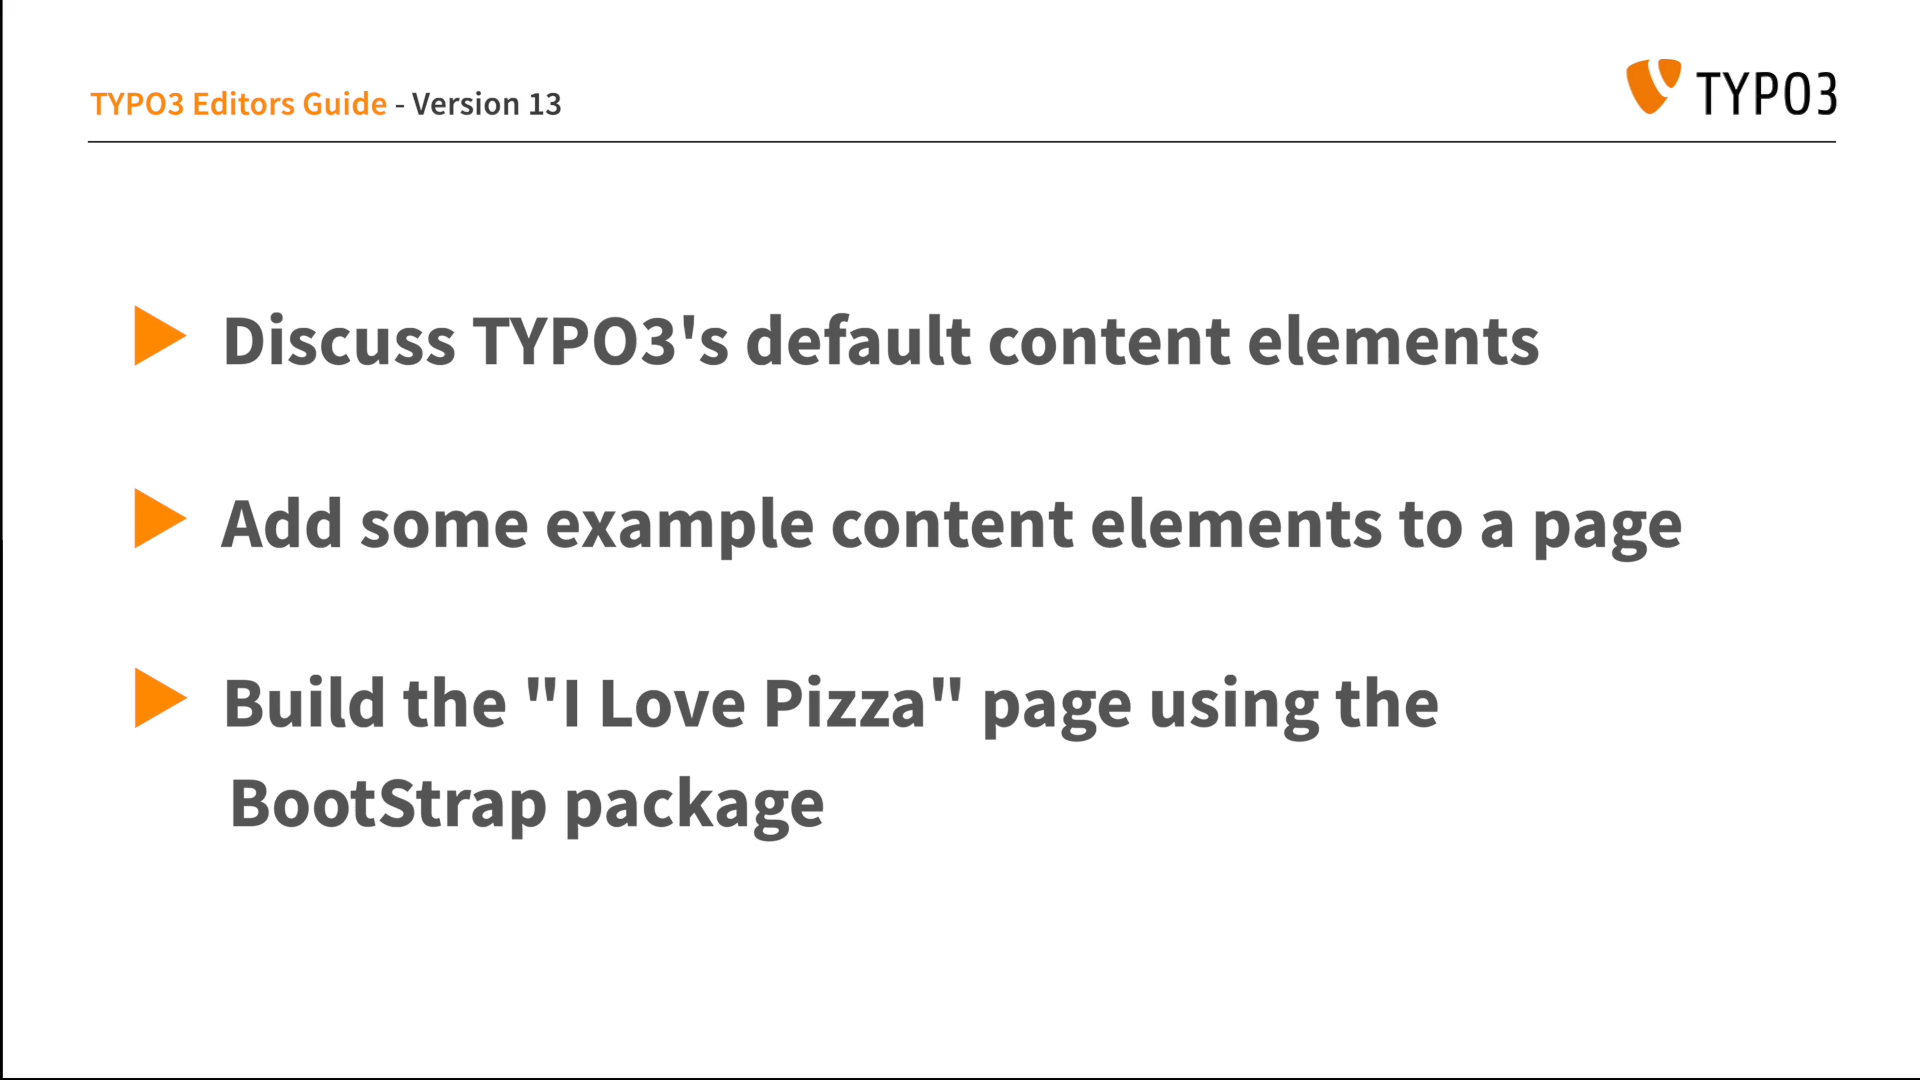 TYPO3 Editors Guide - Version 13
TYPO3
Discuss TYPO3's default content elements
Add some example content elements to a page
Build the "I Love Pizza" page using the
BootStrap package